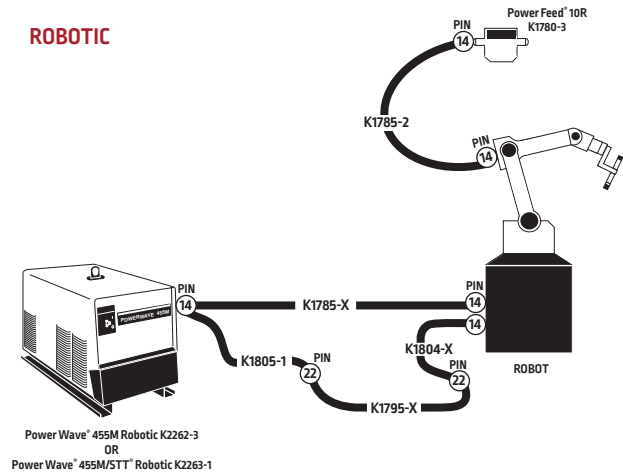 ROBOTIC
Power Feed® 10R
K1780-3
PIN
14
K1785-2
PIN
14
PIN
14
POWERWAVE 455M
K1785-X
PIN
14
14
K1805-1
PIN
22
K1804-X
PIN
22
K1795-X
ROBOT
Power Wave® 455M Robotic K2262-3
OR
Power Wave® 455M/STT® Robotic K2263-1